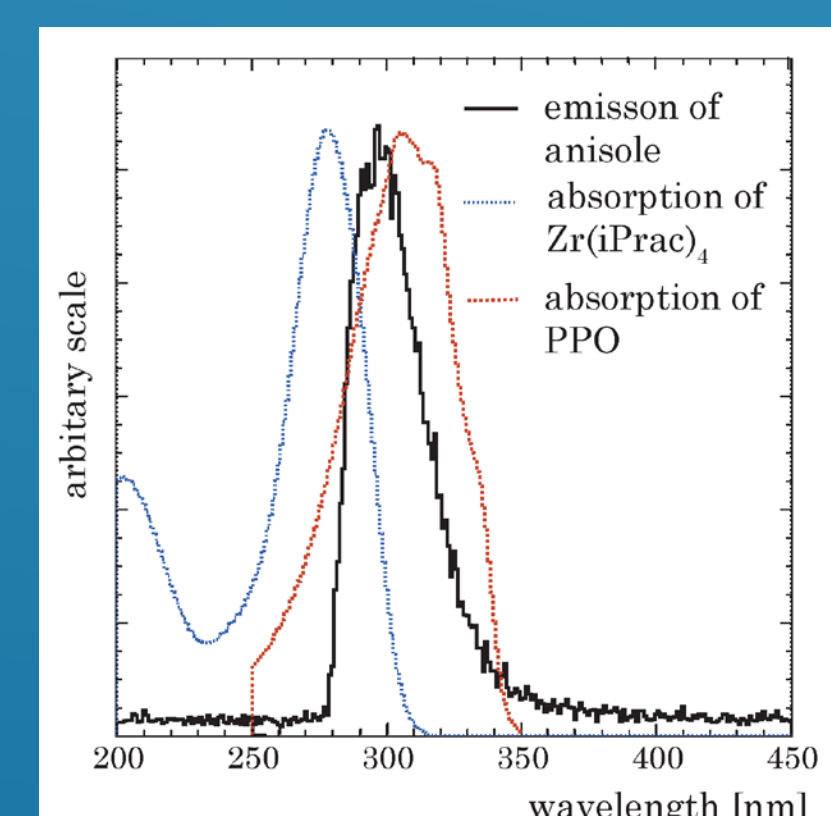 emisson of
anisole
absorption of
Zr(iPrac)₄
absorption of
PPO
arbitary scale
200 250 300 350 400 450
wavelength [nm]